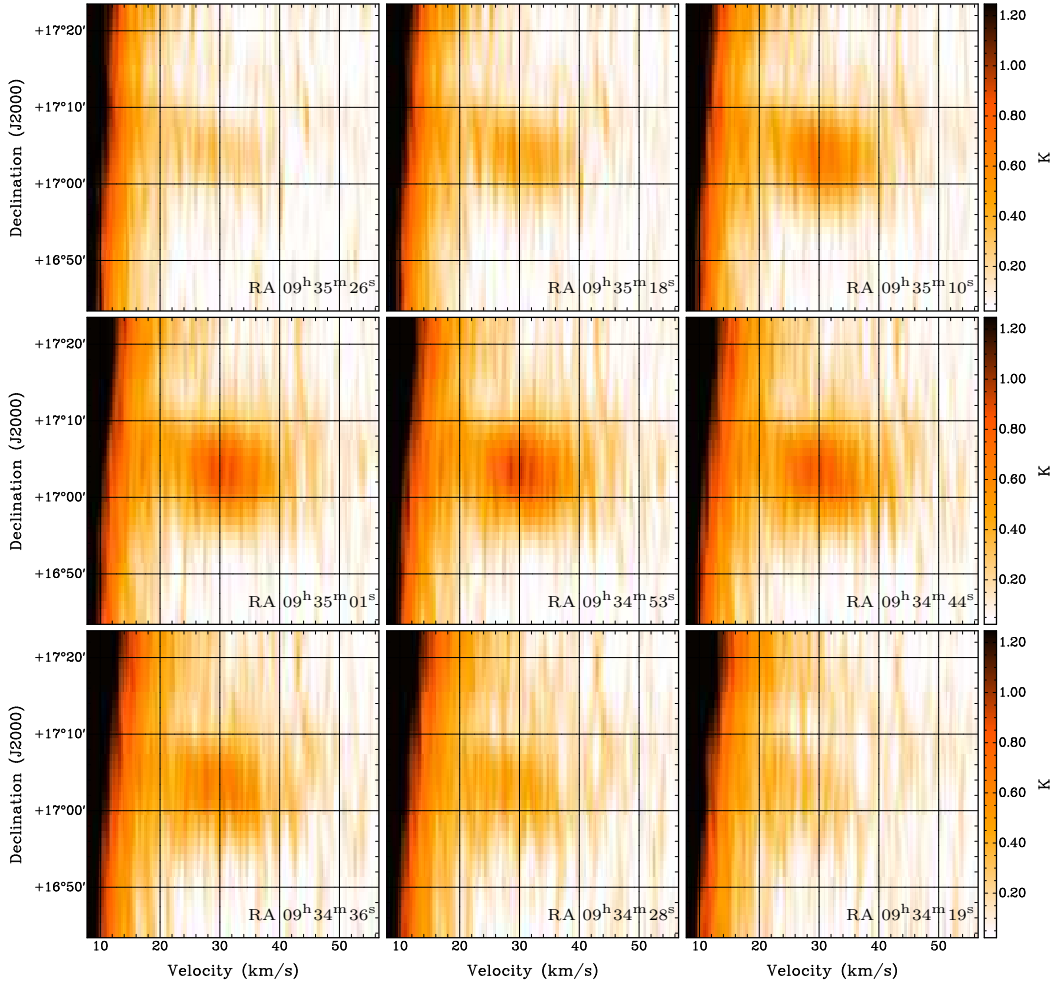 +17°20′
+17°10′
+17°00′
+16°50′
Declination (J2000)
RA 09ʰ35ᵐ26ˢ
RA 09ʰ35ᵐ18ˢ
RA 09ʰ35ᵐ10ˢ
1.20
1.00
0.80
0.60
0.40
0.20
K
+17°20′
+17°10′
+17°00′
+16°50′
Declination (J2000)
RA 09ʰ35ᵐ01ˢ
RA 09ʰ34ᵐ53ˢ
RA 09ʰ34ᵐ44ˢ
1.20
1.00
0.80
0.60
0.40
0.20
K
+17°20′
+17°10′
+17°00′
+16°50′
Declination (J2000)
RA 09ʰ34ᵐ36ˢ
RA 09ʰ34ᵐ28ˢ
RA 09ʰ34ᵐ19ˢ
1.20
1.00
0.80
0.60
0.40
0.20
K
10 20 30 40 50
10 20 30 40 50
10 20 30 40 50
Velocity (km/s)
Velocity (km/s)
Velocity (km/s)